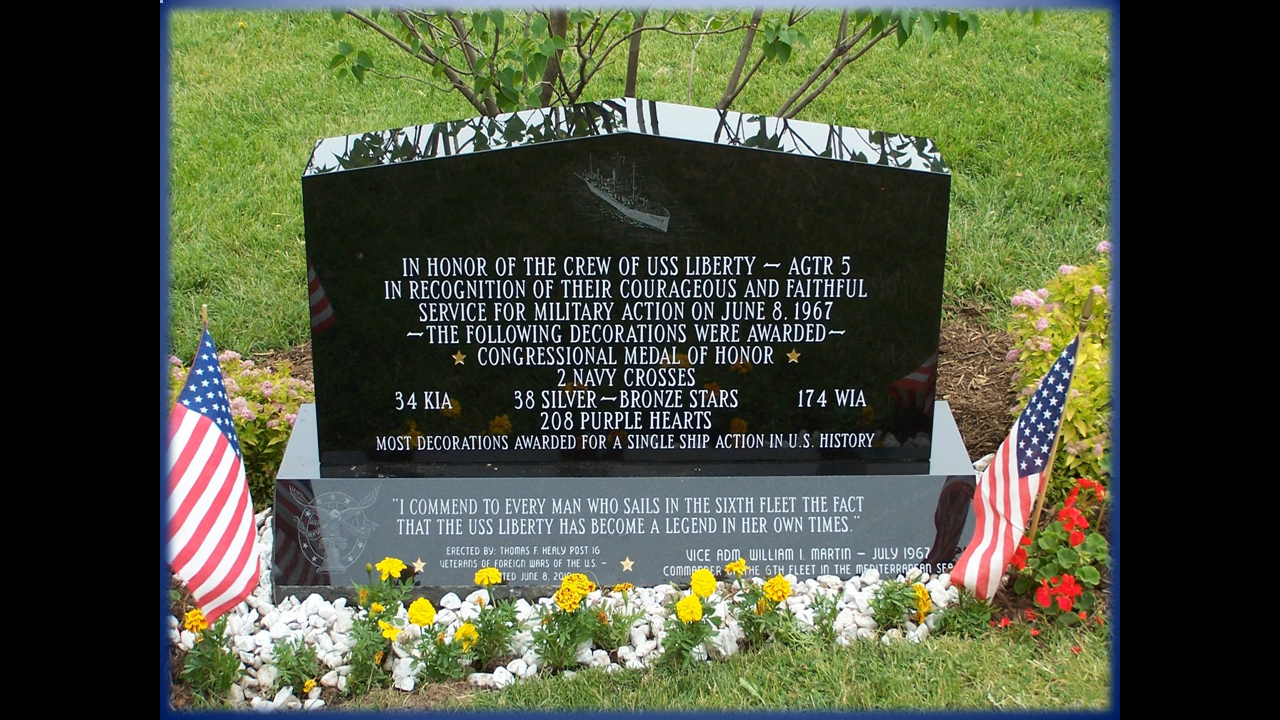 IN HONOR OF THE CREW OF USS LIBERTY ~ AGTR 5
IN RECOGNITION OF THEIR COURAGEOUS AND FAITHFUL
SERVICE FOR MILITARY ACTION ON JUNE 8, 1967
~THE FOLLOWING DECORATIONS WERE AWARDED~
CONGRESSIONAL MEDAL OF HONOR
2 NAVY CROSSES
34 KIA 38 SILVER ~ BRONZE STARS 174 WIA
208 PURPLE HEARTS
MOST DECORATIONS AWARDED FOR A SINGLE SHIP ACTION IN U.S. HISTORY
"I COMMEND TO EVERY MAN WHO SAILS IN THE SIXTH FLEET THE FACT
THAT THE USS LIBERTY HAS BECOME A LEGEND IN HER OWN TIMES."
ERECTED BY: THOMAS F. HEALY POST 16
VETERANS OF FOREIGN WARS OF THE U.S. ~
JUNE 8,
VICE ADM. WILLIAM I. MARTIN ~ JULY 1967
COMMANDER THE 6TH FLEET IN THE MEDITERRANEAN SEA